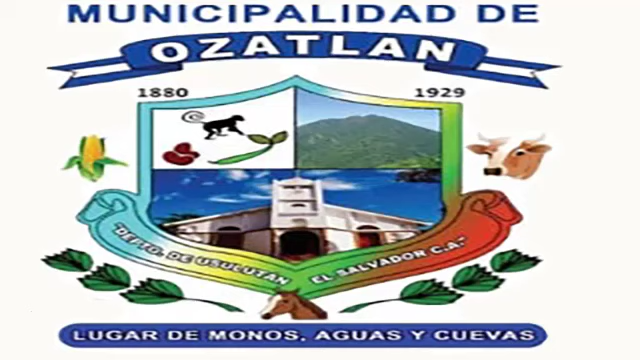 MUNICIPALIDAD DE
OZATLAN
1880 1929
"DEPTO. DE USULUTAN EL SALVADOR C.A."
LUGAR DE MONOS, AGUAS Y CUEVAS